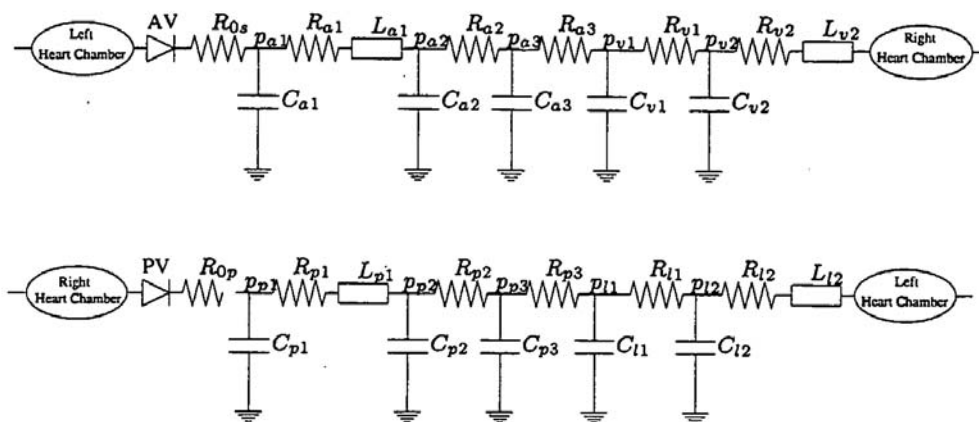 Left
Heart Chamber
AV
R0s
pa1
Ra1
La1
pa2
Ra2
pa3
Ra3
pv1
Rv1
pv2
Rv2
Lv2
Right
Heart Chamber
Ca1
Ca2
Ca3
Cv1
Cv2
Right
Heart Chamber
PV
R0p
pp1
Rp1
Lp1
pp2
Rp2
pp3
Rp3
pl1
Rl1
pl2
Rl2
Ll2
Left
Heart Chamber
Cp1
Cp2
Cp3
Cl1
Cl2